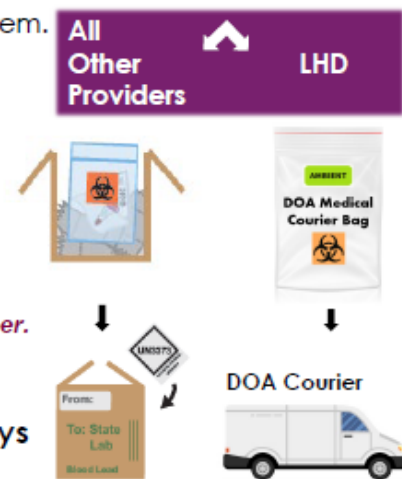 em.
All
Other
Providers
LHD
AMBIENT
DOA Medical
Courier Bag
er.
UN3373
DOA Courier
From:
To: State
Lab
ys
Blood Lead